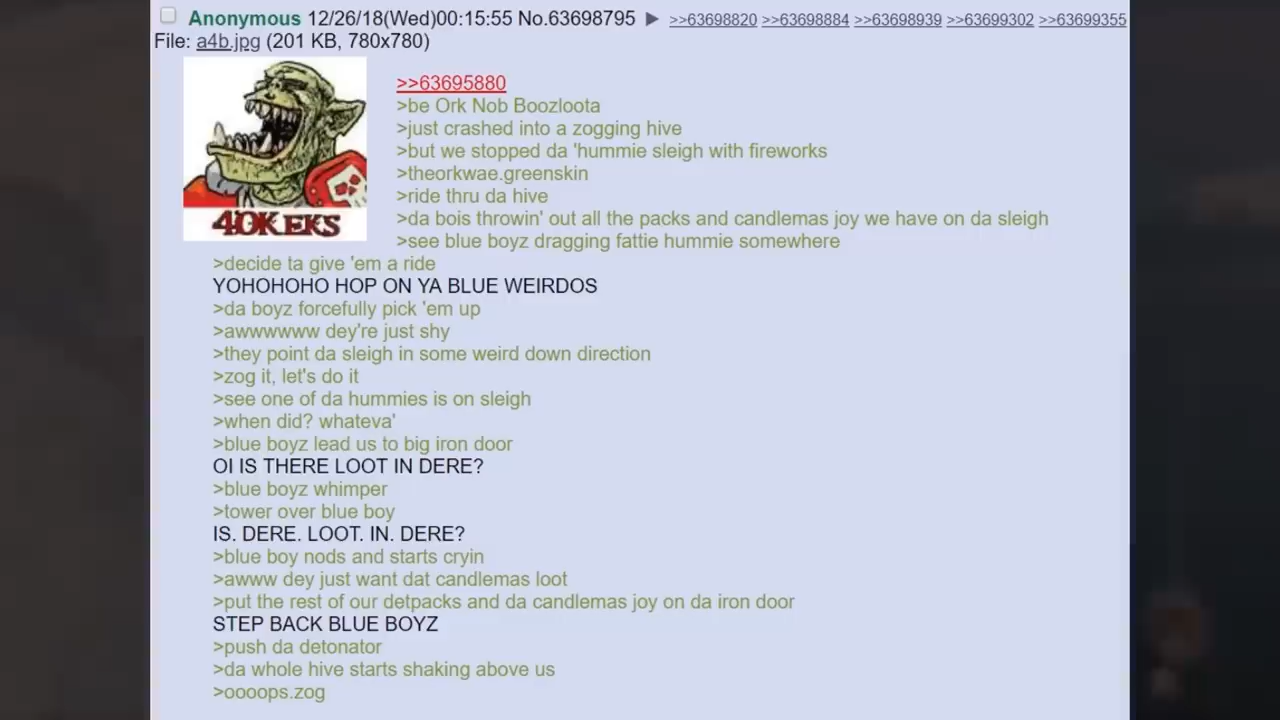 Anonymous 12/26/18(Wed)00:15:55 No.63698795 ▶ >>63698820 >>63698884 >>63698939 >>63699302 >>63699355
File: a4b.jpg (201 KB, 780x780)
40KEKS
>>63695880
>be Ork Nob Boozloota
>just crashed into a zogging hive
>but we stopped da 'hummie sleigh with fireworks
>theorkwae.greenskin
>ride thru da hive
>da bois throwin' out all the packs and candlemas joy we have on da sleigh
>see blue boyz dragging fattie hummie somewhere
>decide ta give 'em a ride
YOHOHOHO HOP ON YA BLUE WEIRDOS
>da boyz forcefully pick 'em up
>awwwwww dey're just shy
>they point da sleigh in some weird down direction
>zog it, let's do it
>see one of da hummies is on sleigh
>when did? whateva'
>blue boyz lead us to big iron door
OI IS THERE LOOT IN DERE?
>blue boyz whimper
>tower over blue boy
IS. DERE. LOOT. IN. DERE?
>blue boy nods and starts cryin
>awww dey just want dat candlemas loot
>put the rest of our detpacks and da candlemas joy on da iron door
STEP BACK BLUE BOYZ
>push da detonator
>da whole hive starts shaking above us
>oooops.zog